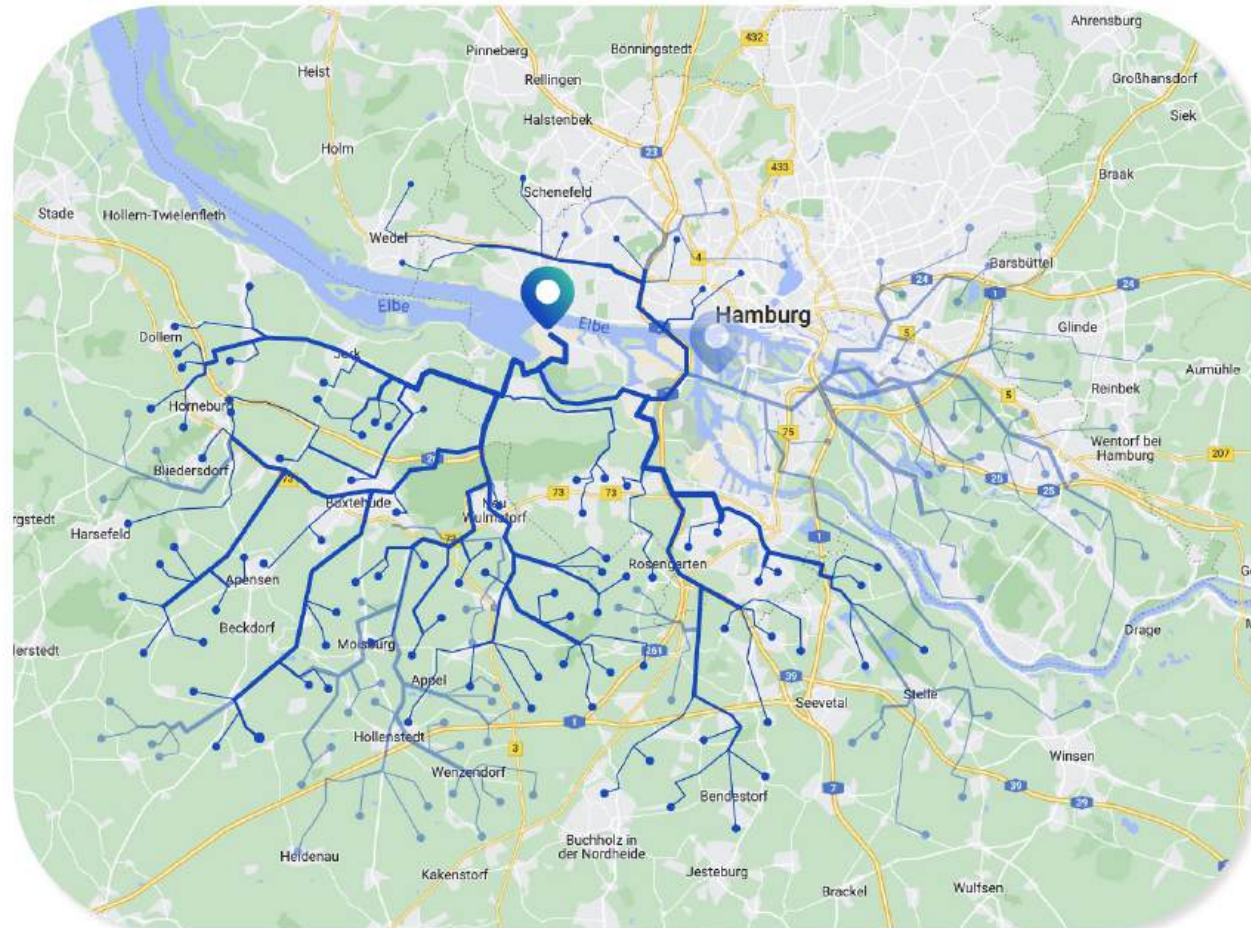 Ahrensburg
432
Pinneberg
Bönningstedt
Heist
Rellingen
Großhansdorf
Siek
Halstenbek
Holm
23
433
Braak
Schenefeld
Stade
Hollern-Twielenfleth
Wedel
4
Barsbüttel
24
1
24
Elbe
Elbe
Hamburg
Glinde
5
Dollern
Jork
Aumühle
Reinbek
5
Horneburg
75
Wentorf bei
Hamburg
207
Bliedersdorf
73
25
25
73
73
Buxtehude
Neu
Wulmstorf
Harsefeld
73
1
Rosengarten
Apensen
Beckdorf
Drage
Moisburg
261
Appel
39
Stelle
Seevetal
1
Hollenstedt
3
Winsen
Wenzendorf
39
39
7
Bendestorf
Buchholz in
der Nordheide
Heidenau
Kakenstorf
Jesteburg
Brackel
Wulfsen